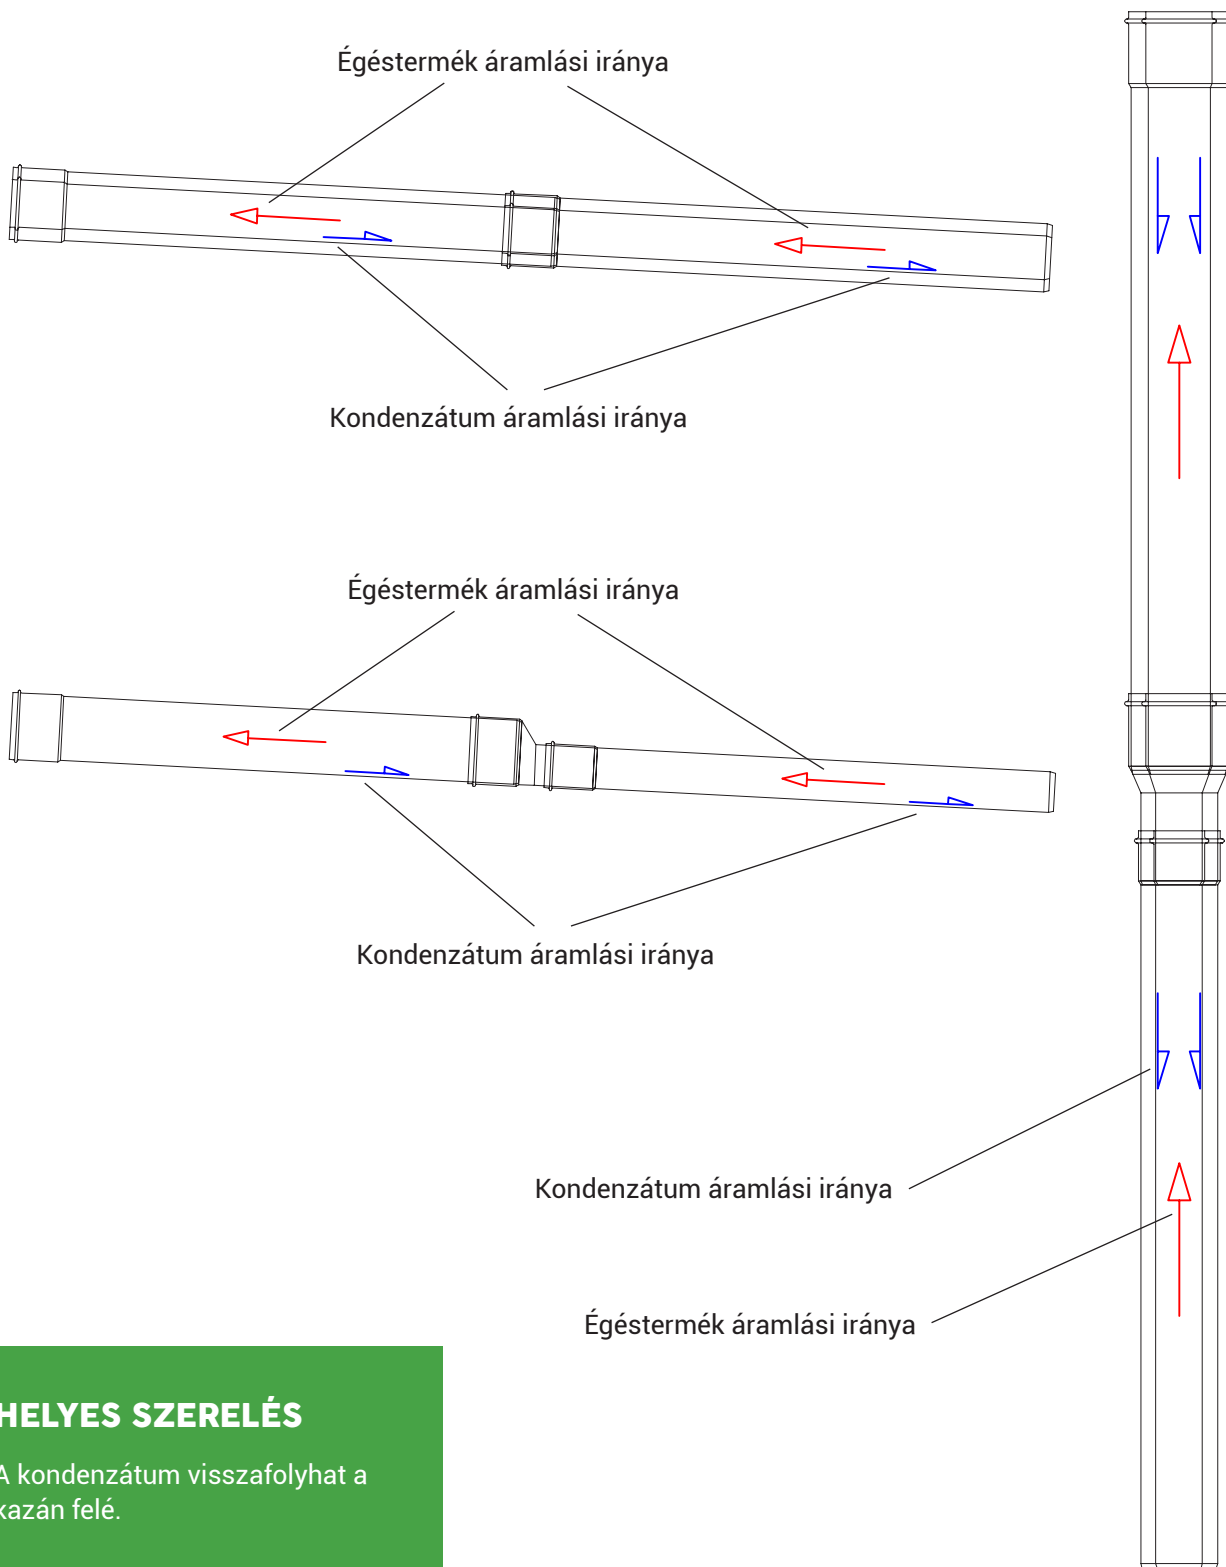 Égéstermék áramlási iránya
Kondenzátum áramlási iránya
Égéstermék áramlási iránya
Kondenzátum áramlási iránya
Kondenzátum áramlási iránya
Égéstermék áramlási iránya
HELYES SZERELÉS
A kondenzátum visszafolyhat a
kazán felé.